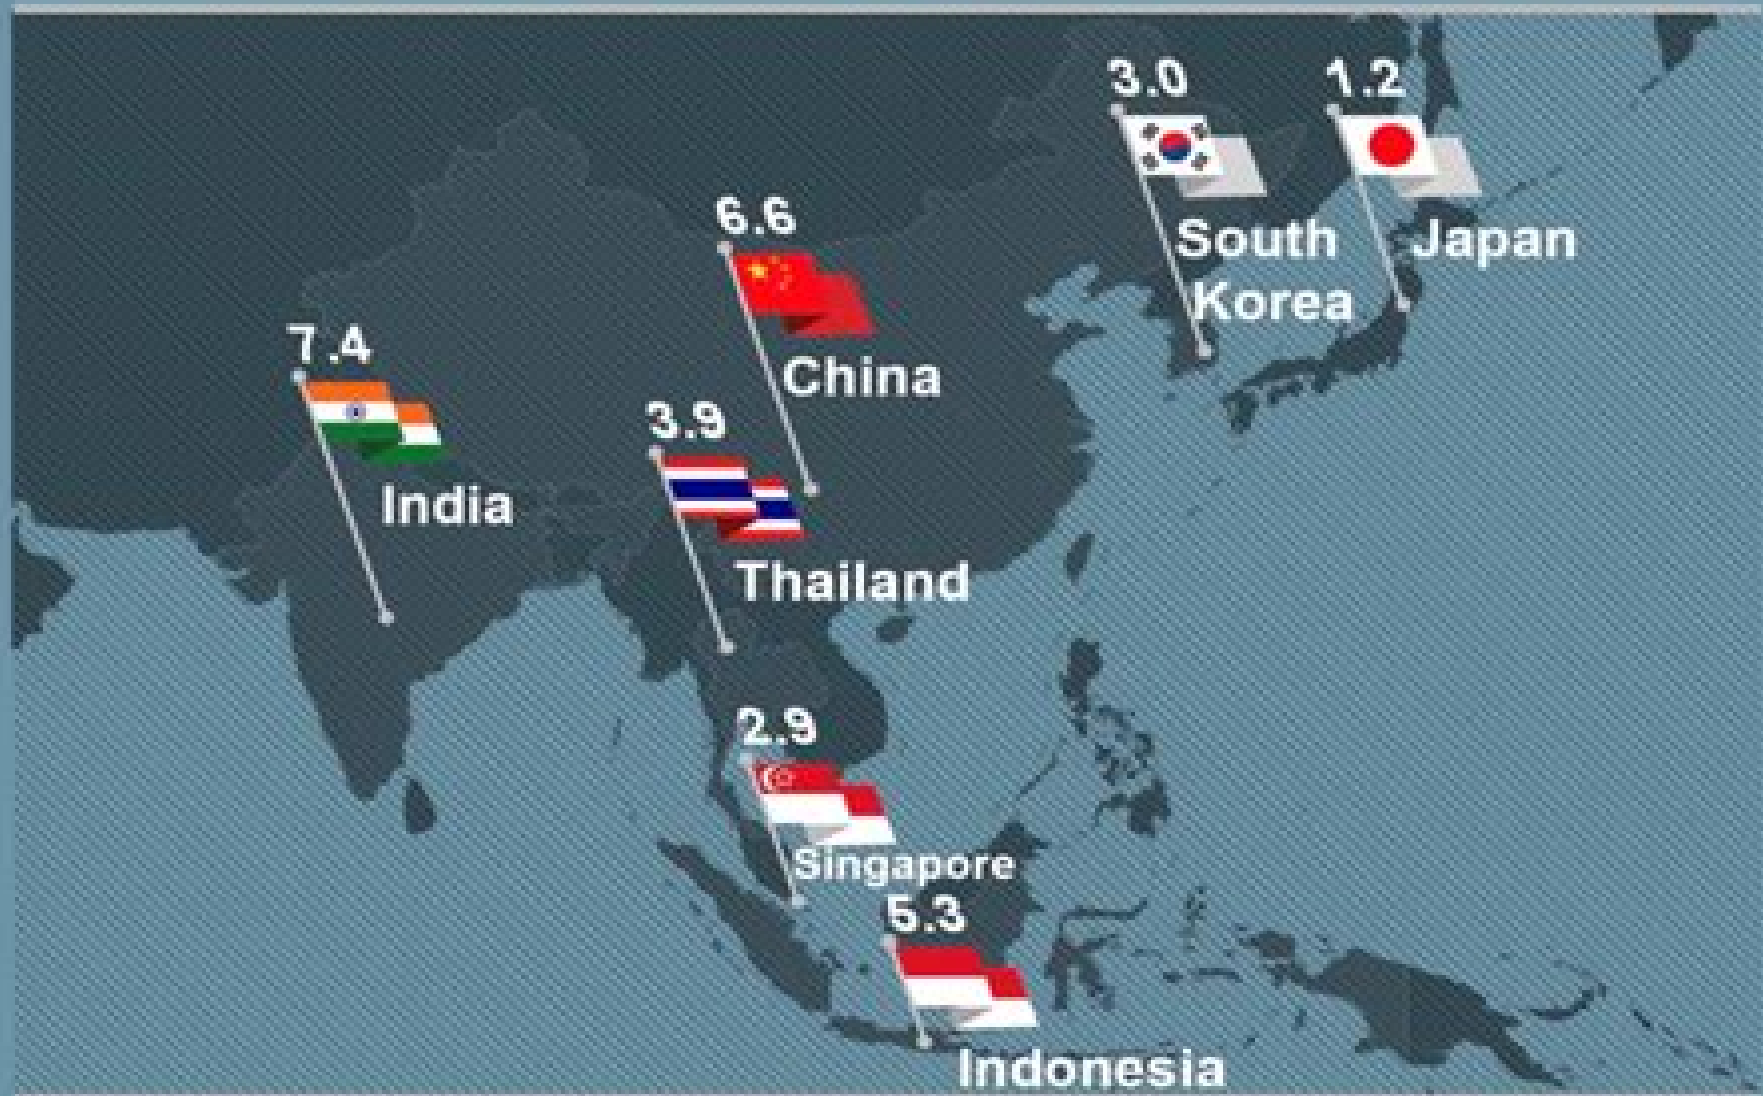 3.0
South
Korea
1.2
Japan
6.6
China
7.4
India
3.9
Thailand
2.9
Singapore
5.3
Indonesia